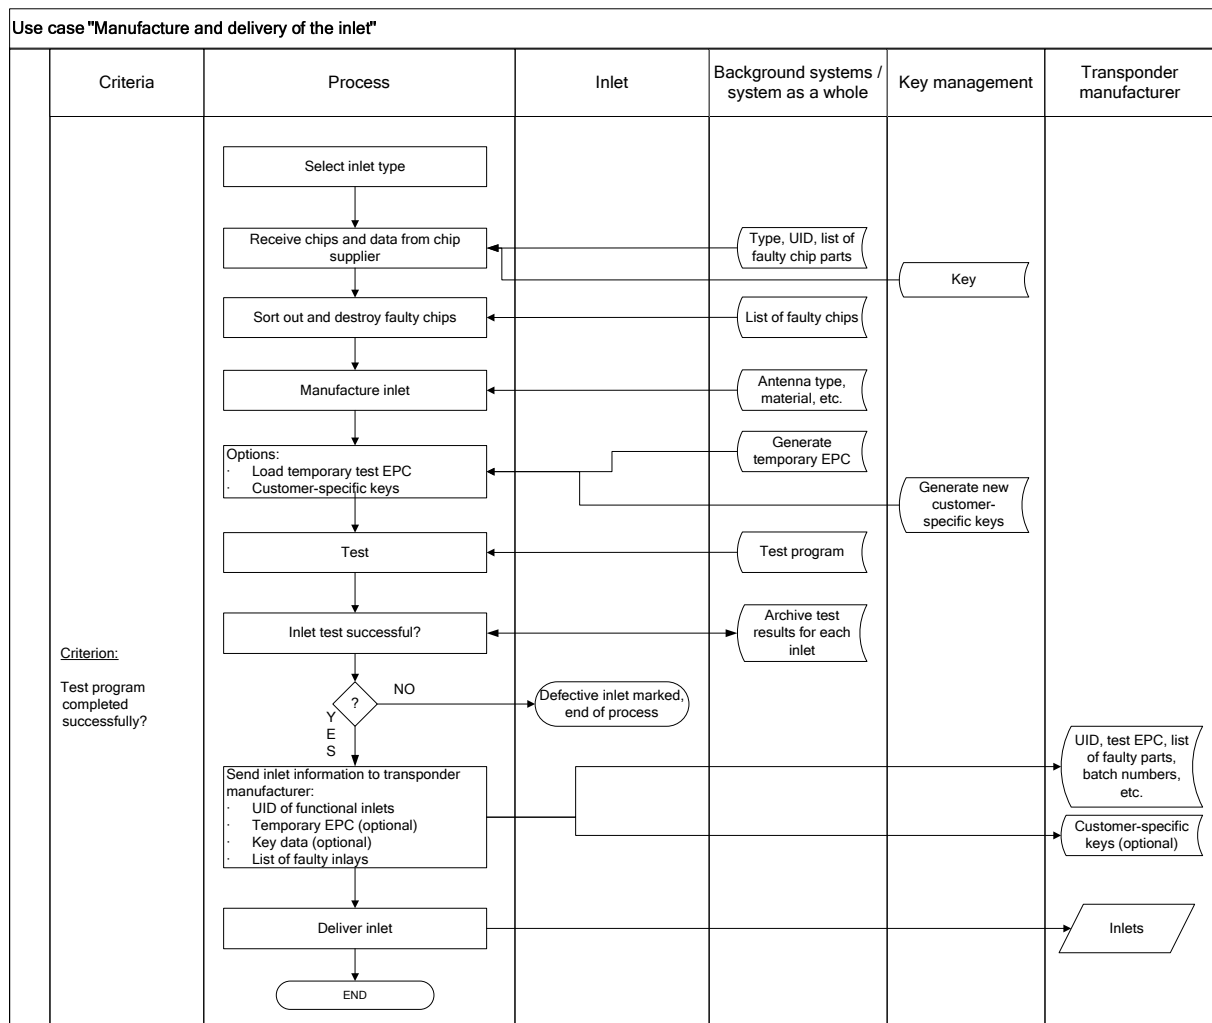 Use case "Manufacture and delivery of the inlet"
Criteria
Process
Inlet
Background systems /
system as a whole
Key management
Transponder
manufacturer
Select inlet type
Receive chips and data from chip
supplier
Type, UID, list of
faulty chip parts
Key
Sort out and destroy faulty chips
List of faulty chips
Manufacture inlet
Antenna type,
material, etc.
Options:
· Load temporary test EPC
· Customer-specific keys
Generate
temporary EPC
Generate new
customer-
specific keys
Test
Test program
Inlet test successful?
Archive test
results for each
inlet
Criterion:
Test program
completed
successfully?
?
NO
Defective inlet marked,
end of process
Y
E
S
Send inlet information to transponder
manufacturer:
· UID of functional inlets
· Temporary EPC (optional)
· Key data (optional)
· List of faulty inlays
UID, test EPC, list
of faulty parts,
batch numbers,
etc.
Customer-specific
keys (optional)
Deliver inlet
Inlets
END